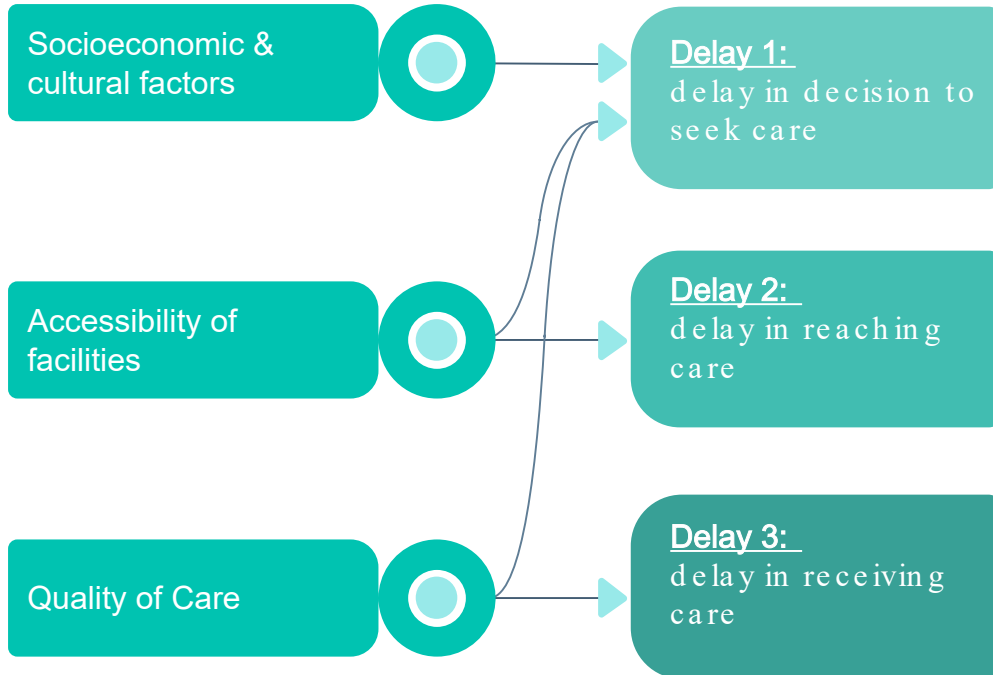 Socioeconomic &
cultural factors
Delay 1:
delay in decision to
seek care
Accessibility of
facilities
Delay 2:
delay in reaching
care
Quality of Care
Delay 3:
delay in receiving
care